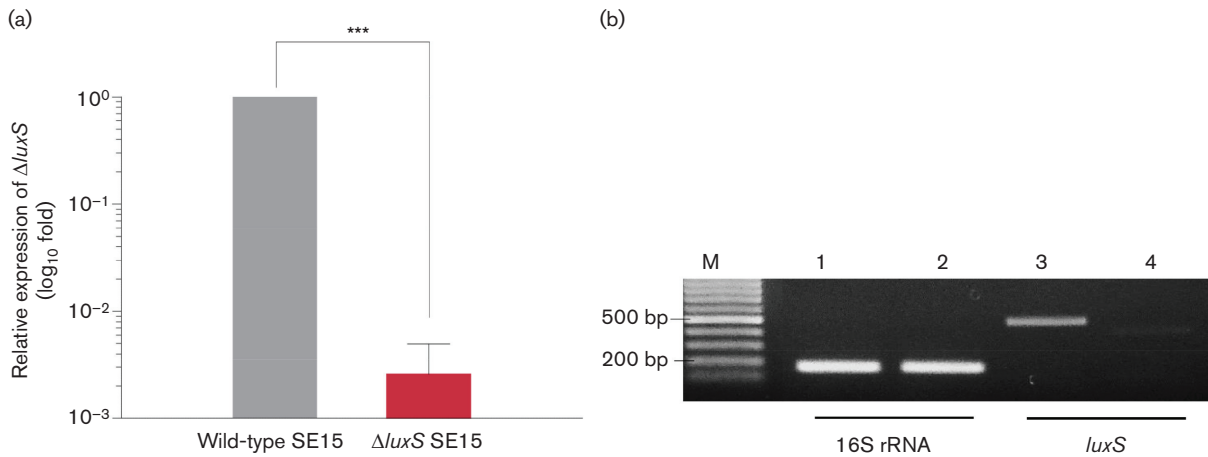 (a)
***
10⁰
10⁻¹
10⁻²
10⁻³
Relative expression of ΔluxS
(log₁₀ fold)
Wild-type SE15
ΔluxS SE15
(b)
M 1 2 3 4
500 bp
200 bp
16S rRNA
luxS